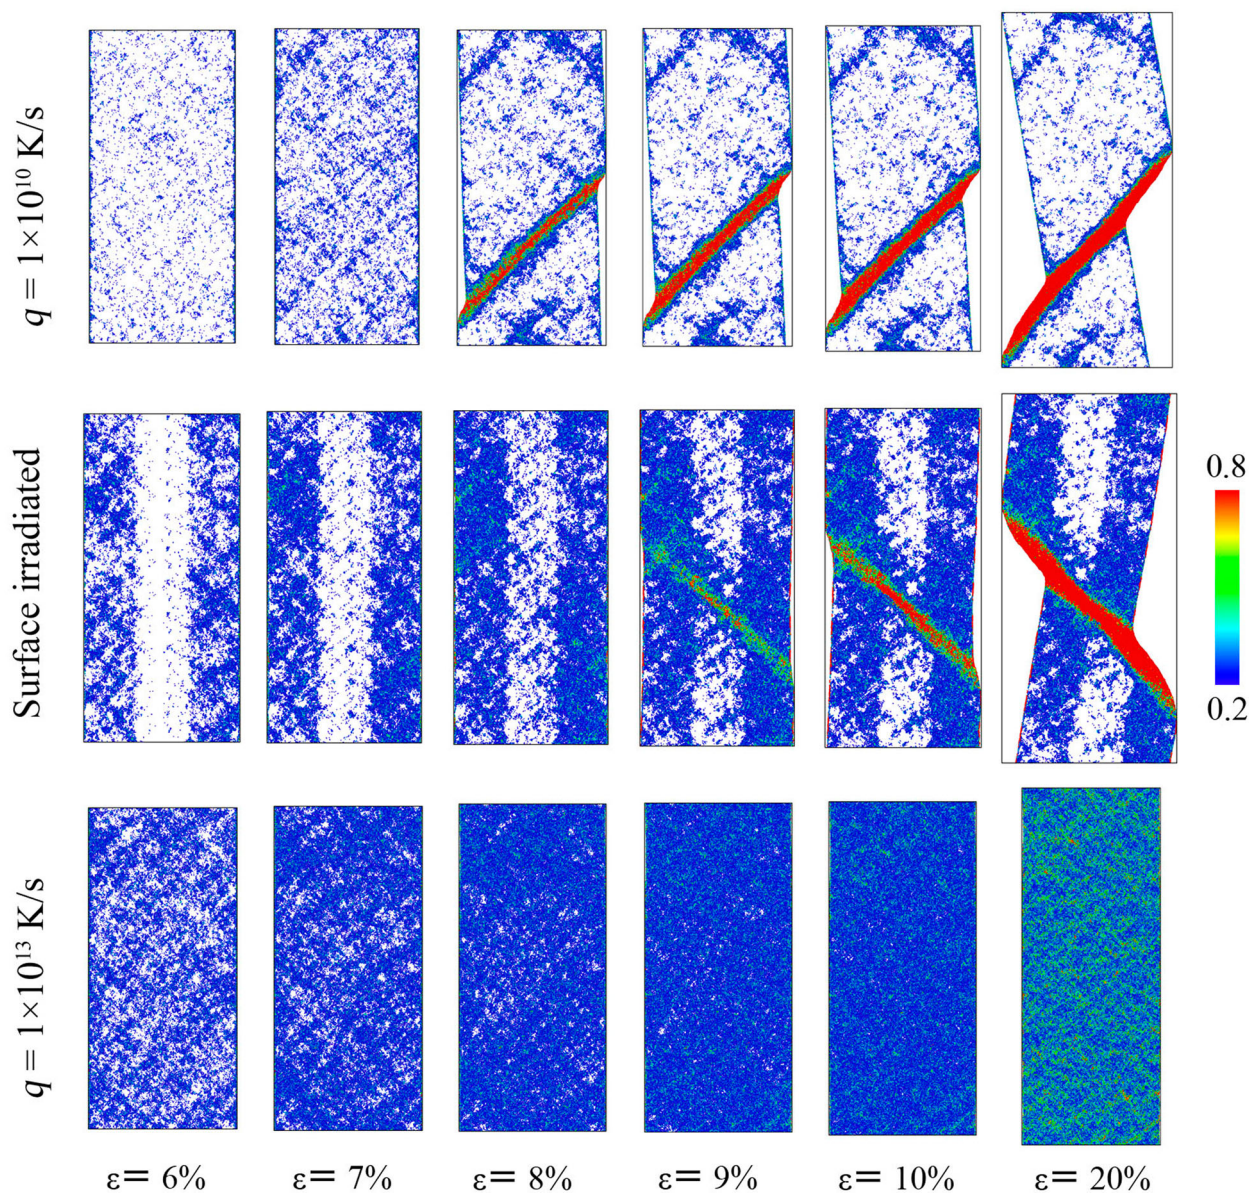 q = 1×10¹⁰ K/s
Surface irradiated
0.8
0.2
q = 1×10¹³ K/s
ε= 6%
ε= 7%
ε= 8%
ε= 9%
ε= 10%
ε= 20%